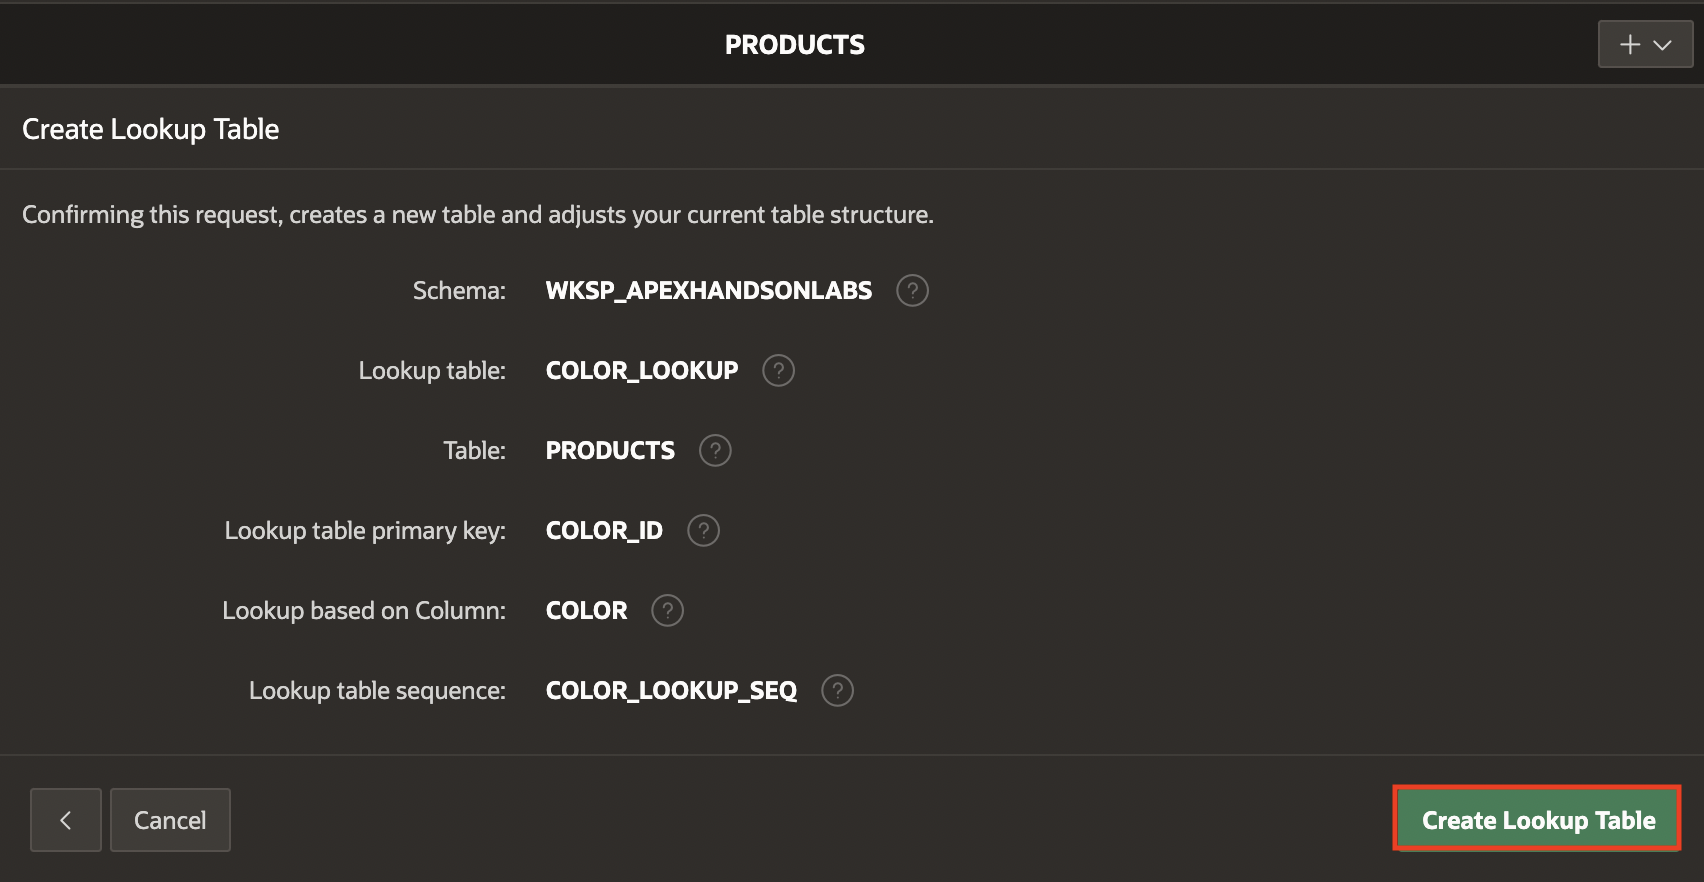 PRODUCTS
Create Lookup Table
Confirming this request, creates a new table and adjusts your current table structure.
Schema: WKSP_APEXHANDSONLABS ?
Lookup table: COLOR_LOOKUP ?
Table: PRODUCTS ?
Lookup table primary key: COLOR_ID ?
Lookup based on Column: COLOR ?
Lookup table sequence: COLOR_LOOKUP_SEQ ?
Cancel
Create Lookup Table